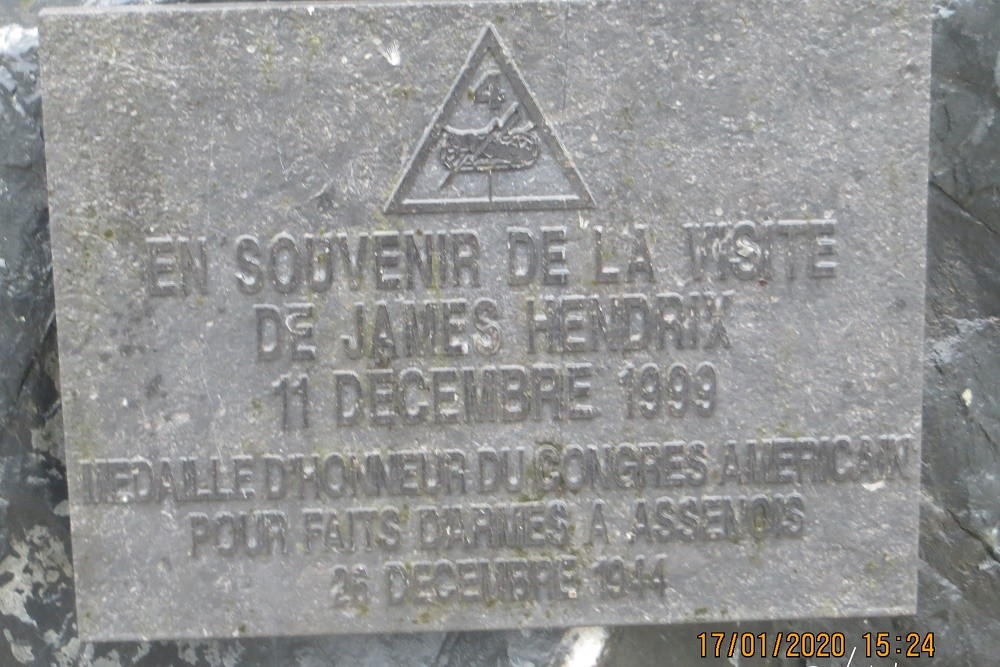 4
EN SOUVENIR DE LA VISITE
DE JAMES HENDRIX
11 DECEMBRE 1999
MEDAILLE D'HONNEUR DU CONGRES AMERICAIN
POUR FAITS D'ARMES A ASSENOIS
26 DECEMBRE 1944
17/01/2020 15:24